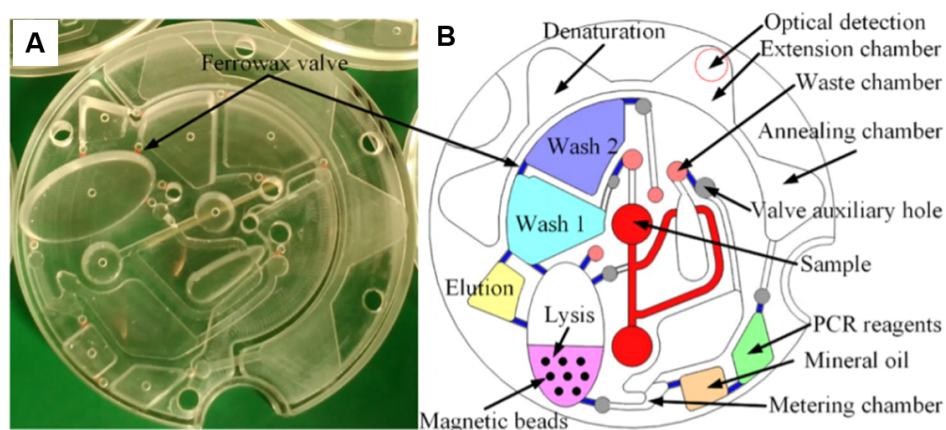 A
B
Ferrowax valve
Denaturation
Optical detection
Extension chamber
Waste chamber
Annealing chamber
Valve auxiliary hole
Sample
PCR reagents
Mineral oil
Metering chamber
Wash 2
Wash 1
Elution
Lysis
Magnetic beads